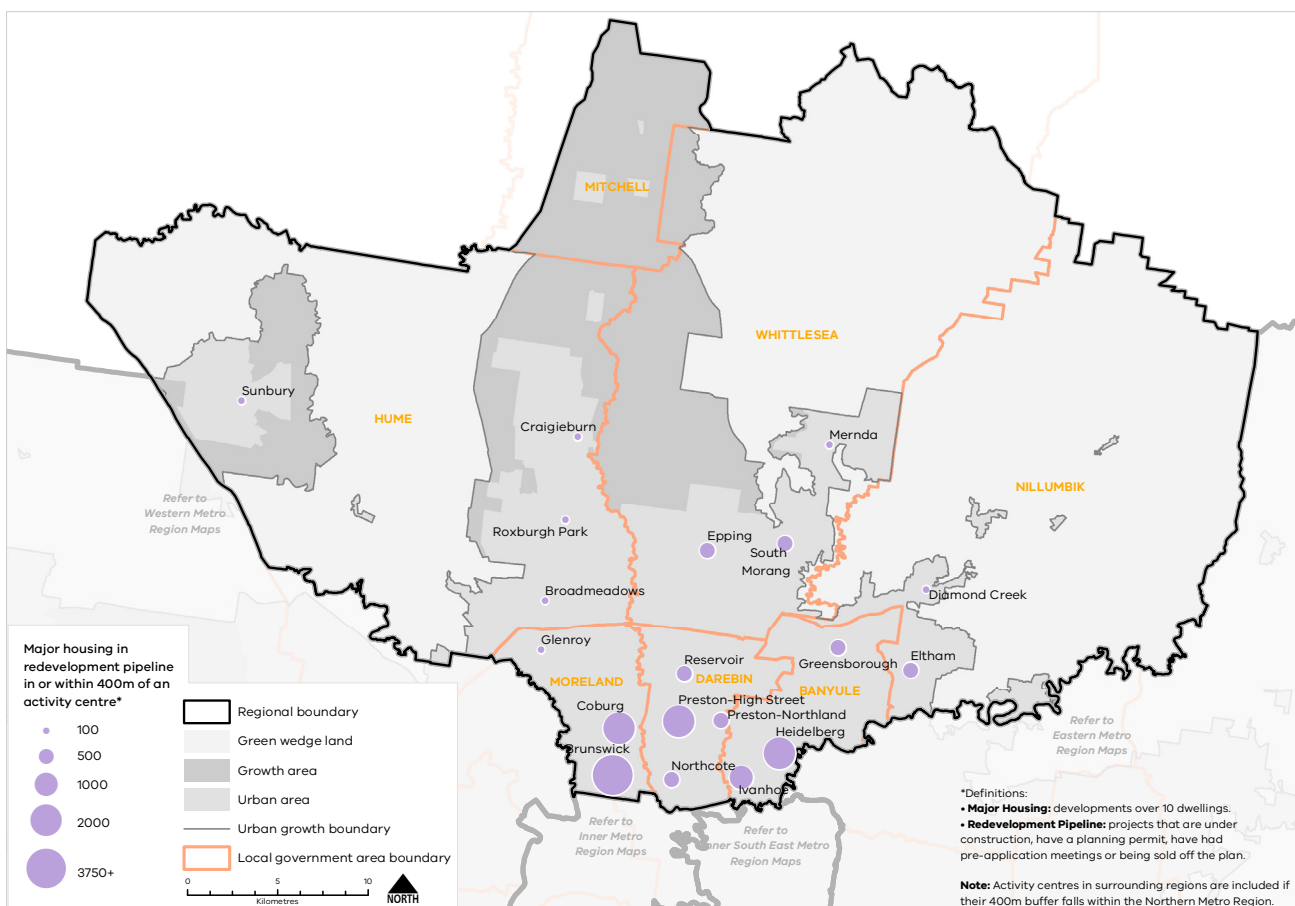 MITCHELL
WHITTLESEA
Sunbury
HUME
Craigieburn
Mernda
NILLUMBIK
Refer to
Western Metro
Region Maps
Roxburgh Park
Epping
South
Morang
Broadmeadows
Diamond Creek
Glenroy
Reservoir
Greensborough
Eltham
MORELAND
DAREBIN
BANYULE
Coburg
Preston-High Street
Preston-Northland
Heidelberg
Brunswick
Northcote
Ivanhoe
Refer to
Eastern Metro
Region Maps
Refer to
Inner Metro
Region Maps
Refer to
Inner South East Metro
Region Maps
Major housing in
redevelopment pipeline
in or within 400m of an
activity centre*
100
500
1000
2000
3750+
Regional boundary
Green wedge land
Growth area
Urban area
Urban growth boundary
Local government area boundary
0 5 10
Kilometres
NORTH
*Definitions:
• Major Housing: developments over 10 dwellings.
• Redevelopment Pipeline: projects that are under
construction, have a planning permit, have had
pre-application meetings or being sold off the plan.
Note: Activity centres in surrounding regions are included if
their 400m buffer falls within the Northern Metro Region.